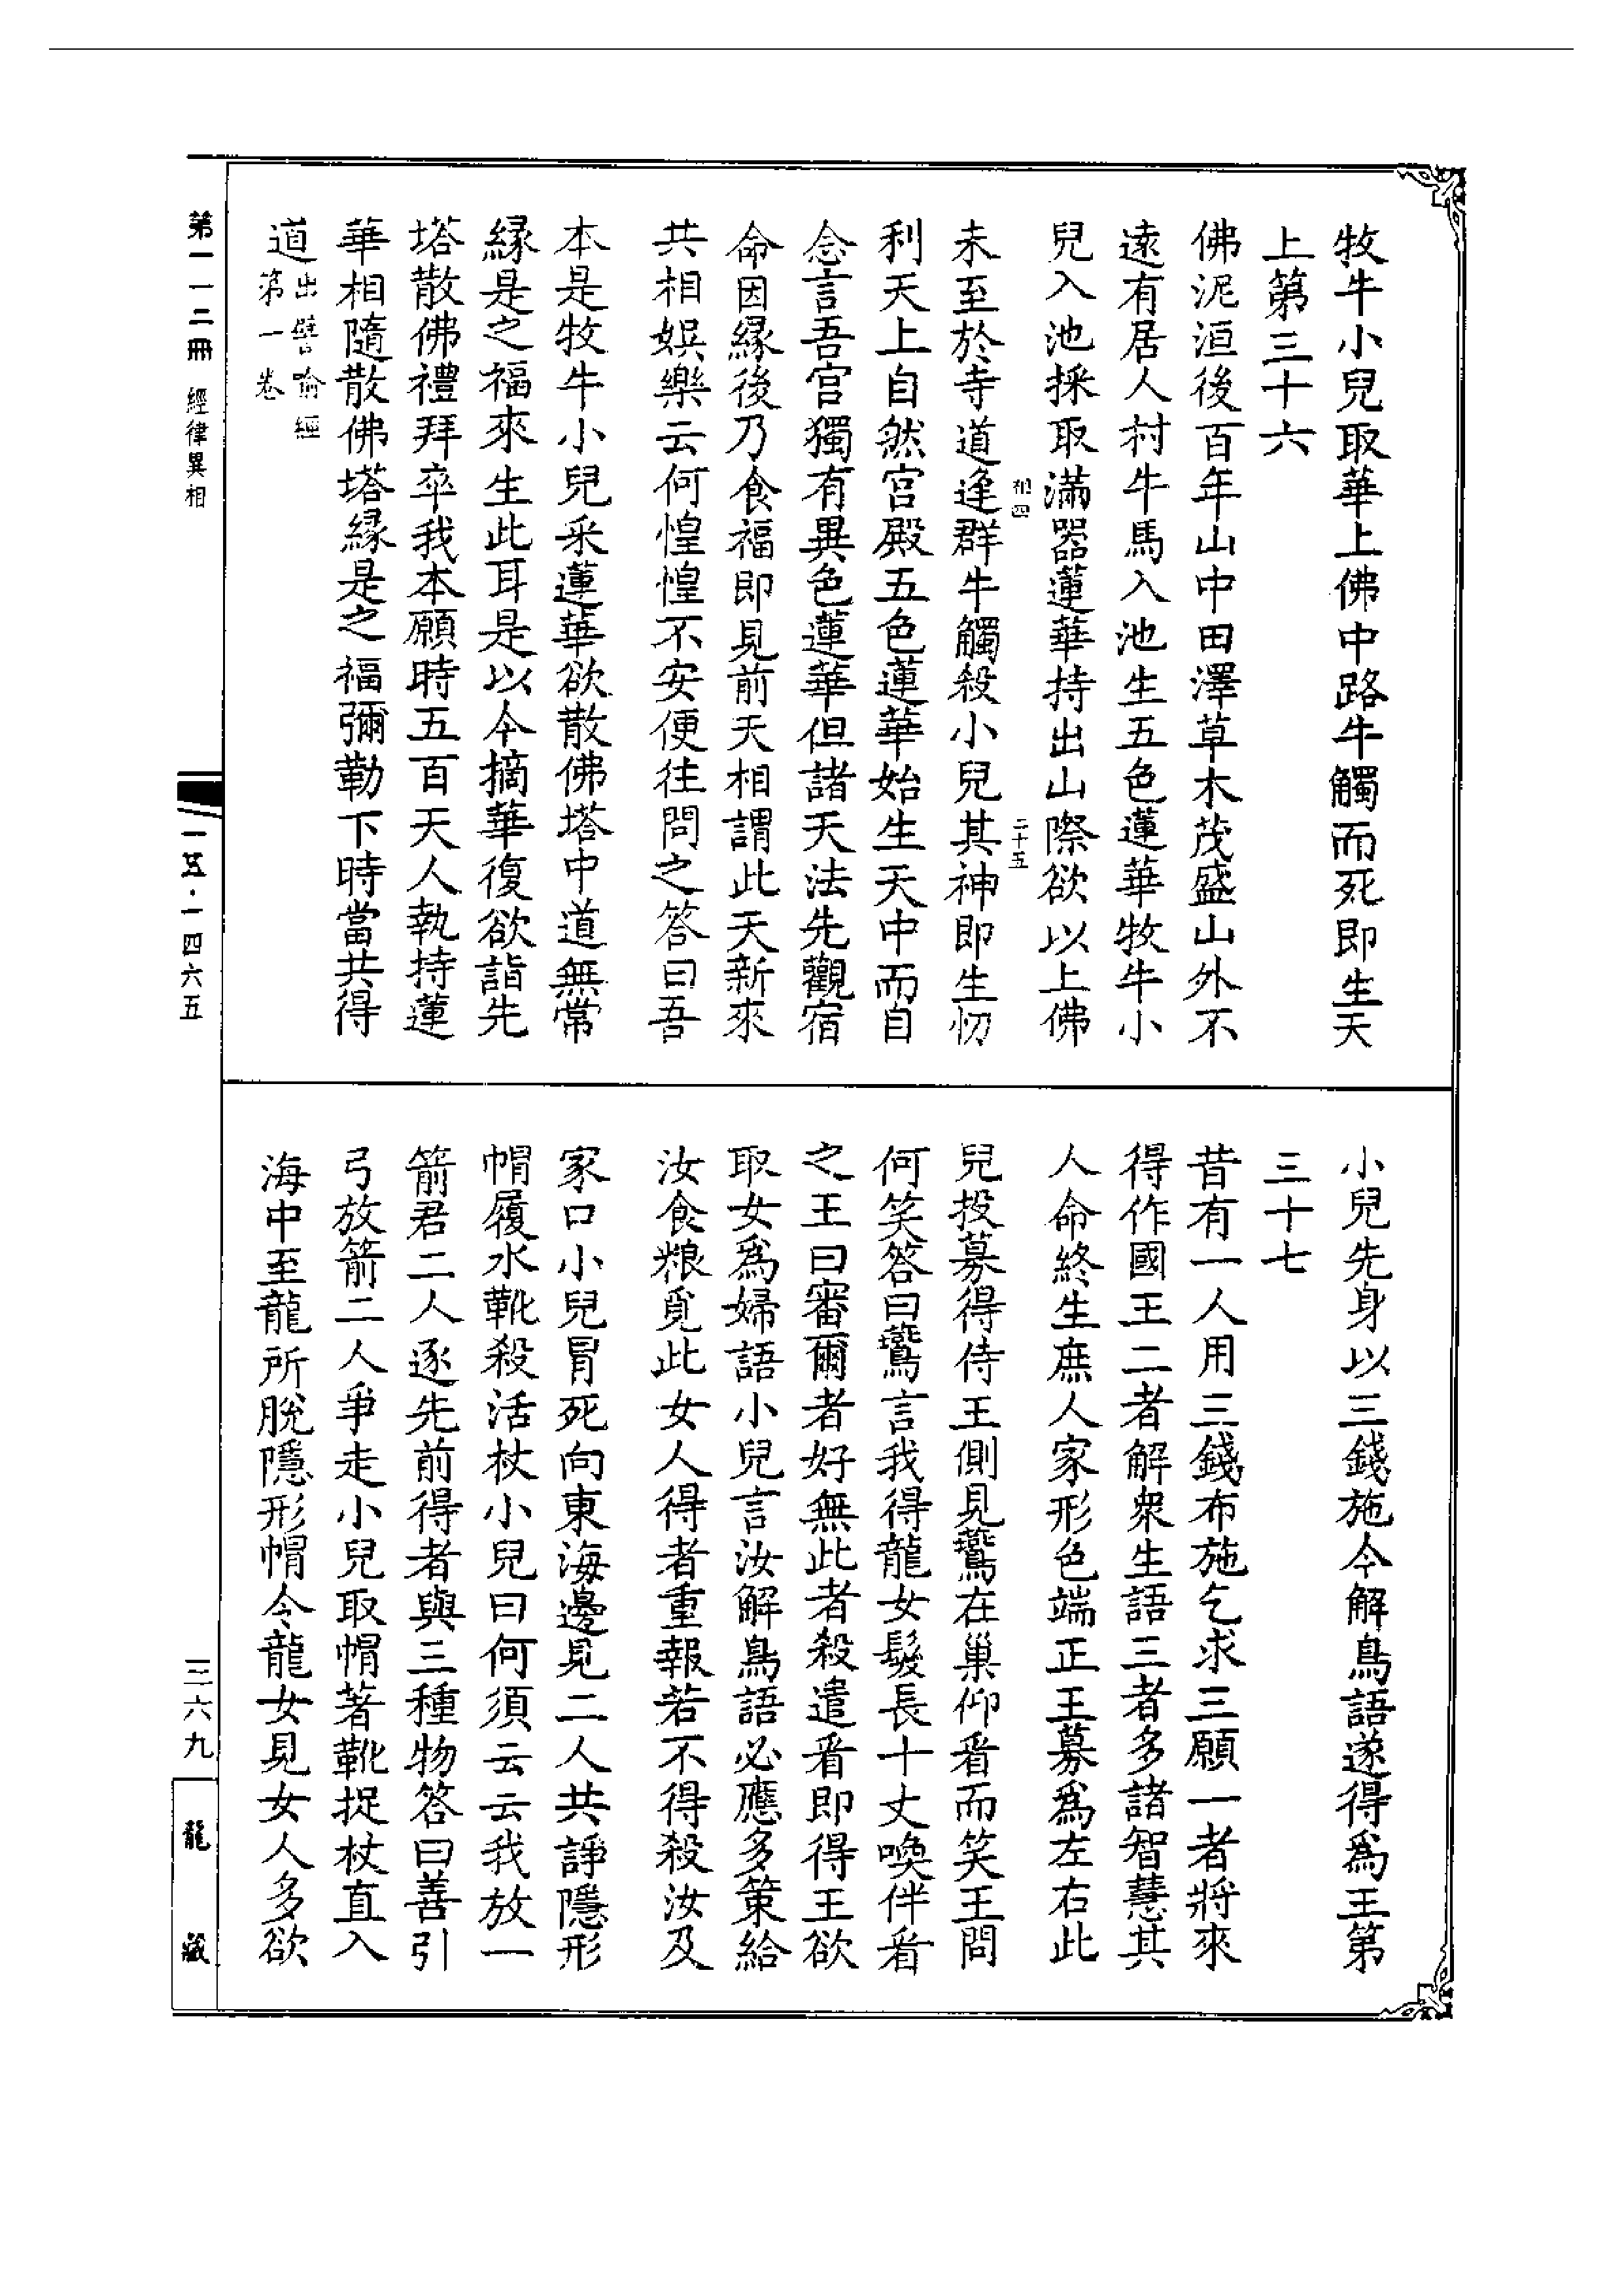 牧牛小兒取華上佛中路牛觸而死即生天
上第三十六
佛泥洹後百年山中田澤草木茂盛山外不
遠有居人村牛馬入池生五色蓮華牧牛小
兒入池採取滿器蓮華持出山際欲以上佛
未至於寺道逢群牛觸殺小兒其神即生忉
利天上自然宮殿五色蓮華始生天中而自
念言吾宮獨有異色蓮華但諸天法先觀宿
命因緣後乃食福即見前天相謂此天新來
共相娛樂云何惶惶不安便往問之答曰吾
本是牧牛小兒采蓮華欲散佛塔中道無常
緣是之福來生此耳是以今摘華復欲詣先
塔散佛禮拜卒我本願時五百天人執持蓮
華相隨散佛塔緣是之福彌勒下時當共得
道出譬喻經
第一卷
二十五
小兒先身以三錢施今解鳥語遂得爲王第
三十七
昔有一人用三錢布施乞求三願一者將來
得作國王二者解衆生語三者多諸智慧其
人命終生庶人家形色端正王募爲左右此
兒投募得侍王側見鷰在巢仰看而笑王問
何笑答曰鷰言我得龍女髮長十丈喚伴看
之王曰審爾者好無此者殺遣看即得王欲
取女爲婦語小兒言汝解鳥語必應多策給
汝食粮覓此女人得者重報若不得殺汝及
家口小兒冒死向東海邊見二人共諍隱形
帽履水靴殺活杖小兒曰何須云云我放一
箭君二人逐先前得者與三種物答曰善引
弓放箭二人爭走小兒取帽著靴捉杖直入
海中至龍所脫隱形帽令龍女見女人多欲
第一一二冊 經律異相
一五·一四六五
三六九
龍藏